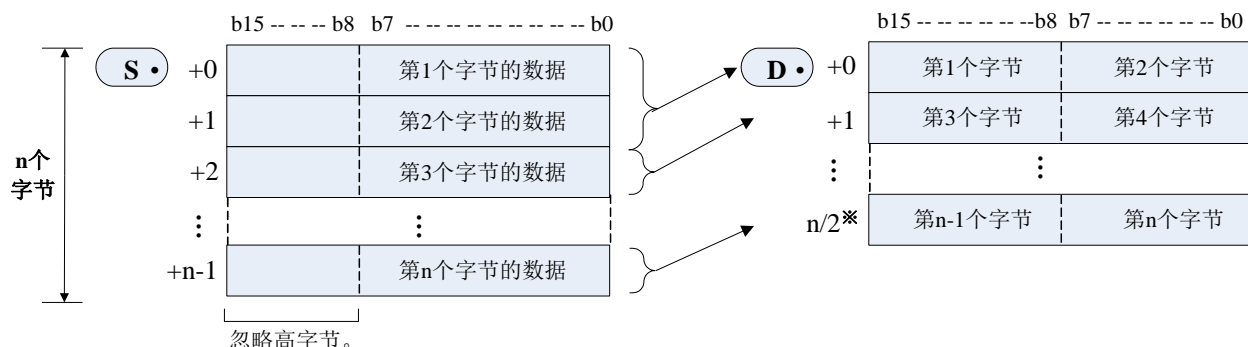 b15 -- -- -- b8 b7 -- -- -- -- -- -- -- b0
b15 -- -- -- -- -- --b8 b7 -- -- -- -- -- -- b0
S • +0 第1个字节的数据
+1 第2个字节的数据
+2 第3个字节的数据
⋮ ⋮
+n-1 第n个字节的数据
n个
字节
忽略高字节。
D • +0 第1个字节 第2个字节
+1 第3个字节 第4个字节
⋮ ⋮
n/2※ 第n-1个字节 第n个字节